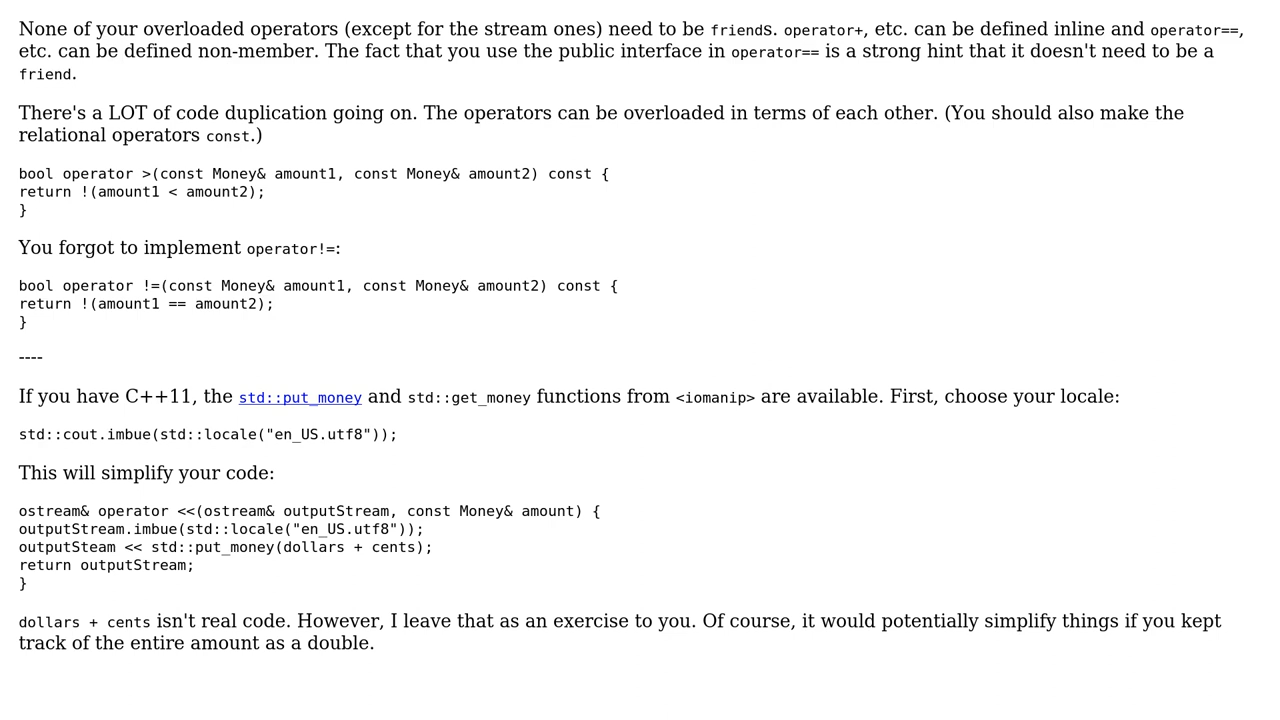 None of your overloaded operators (except for the stream ones) need to be friends. operator+, etc. can be defined inline and operator==,
etc. can be defined non-member. The fact that you use the public interface in operator== is a strong hint that it doesn't need to be a
friend.
There's a LOT of code duplication going on. The operators can be overloaded in terms of each other. (You should also make the
relational operators const.)
bool operator >(const Money& amount1, const Money& amount2) const {
return !(amount1 < amount2);
}
You forgot to implement operator!=:
bool operator !=(const Money& amount1, const Money& amount2) const {
return !(amount1 == amount2);
}
----
If you have C++11, the std::put_money and std::get_money functions from <iomanip> are available. First, choose your locale:
std::cout.imbue(std::locale("en_US.utf8"));
This will simplify your code:
ostream& operator <<(ostream& outputStream, const Money& amount) {
outputStream.imbue(std::locale("en_US.utf8"));
outputSteam << std::put_money(dollars + cents);
return outputStream;
}
dollars + cents isn't real code. However, I leave that as an exercise to you. Of course, it would potentially simplify things if you kept
track of the entire amount as a double.